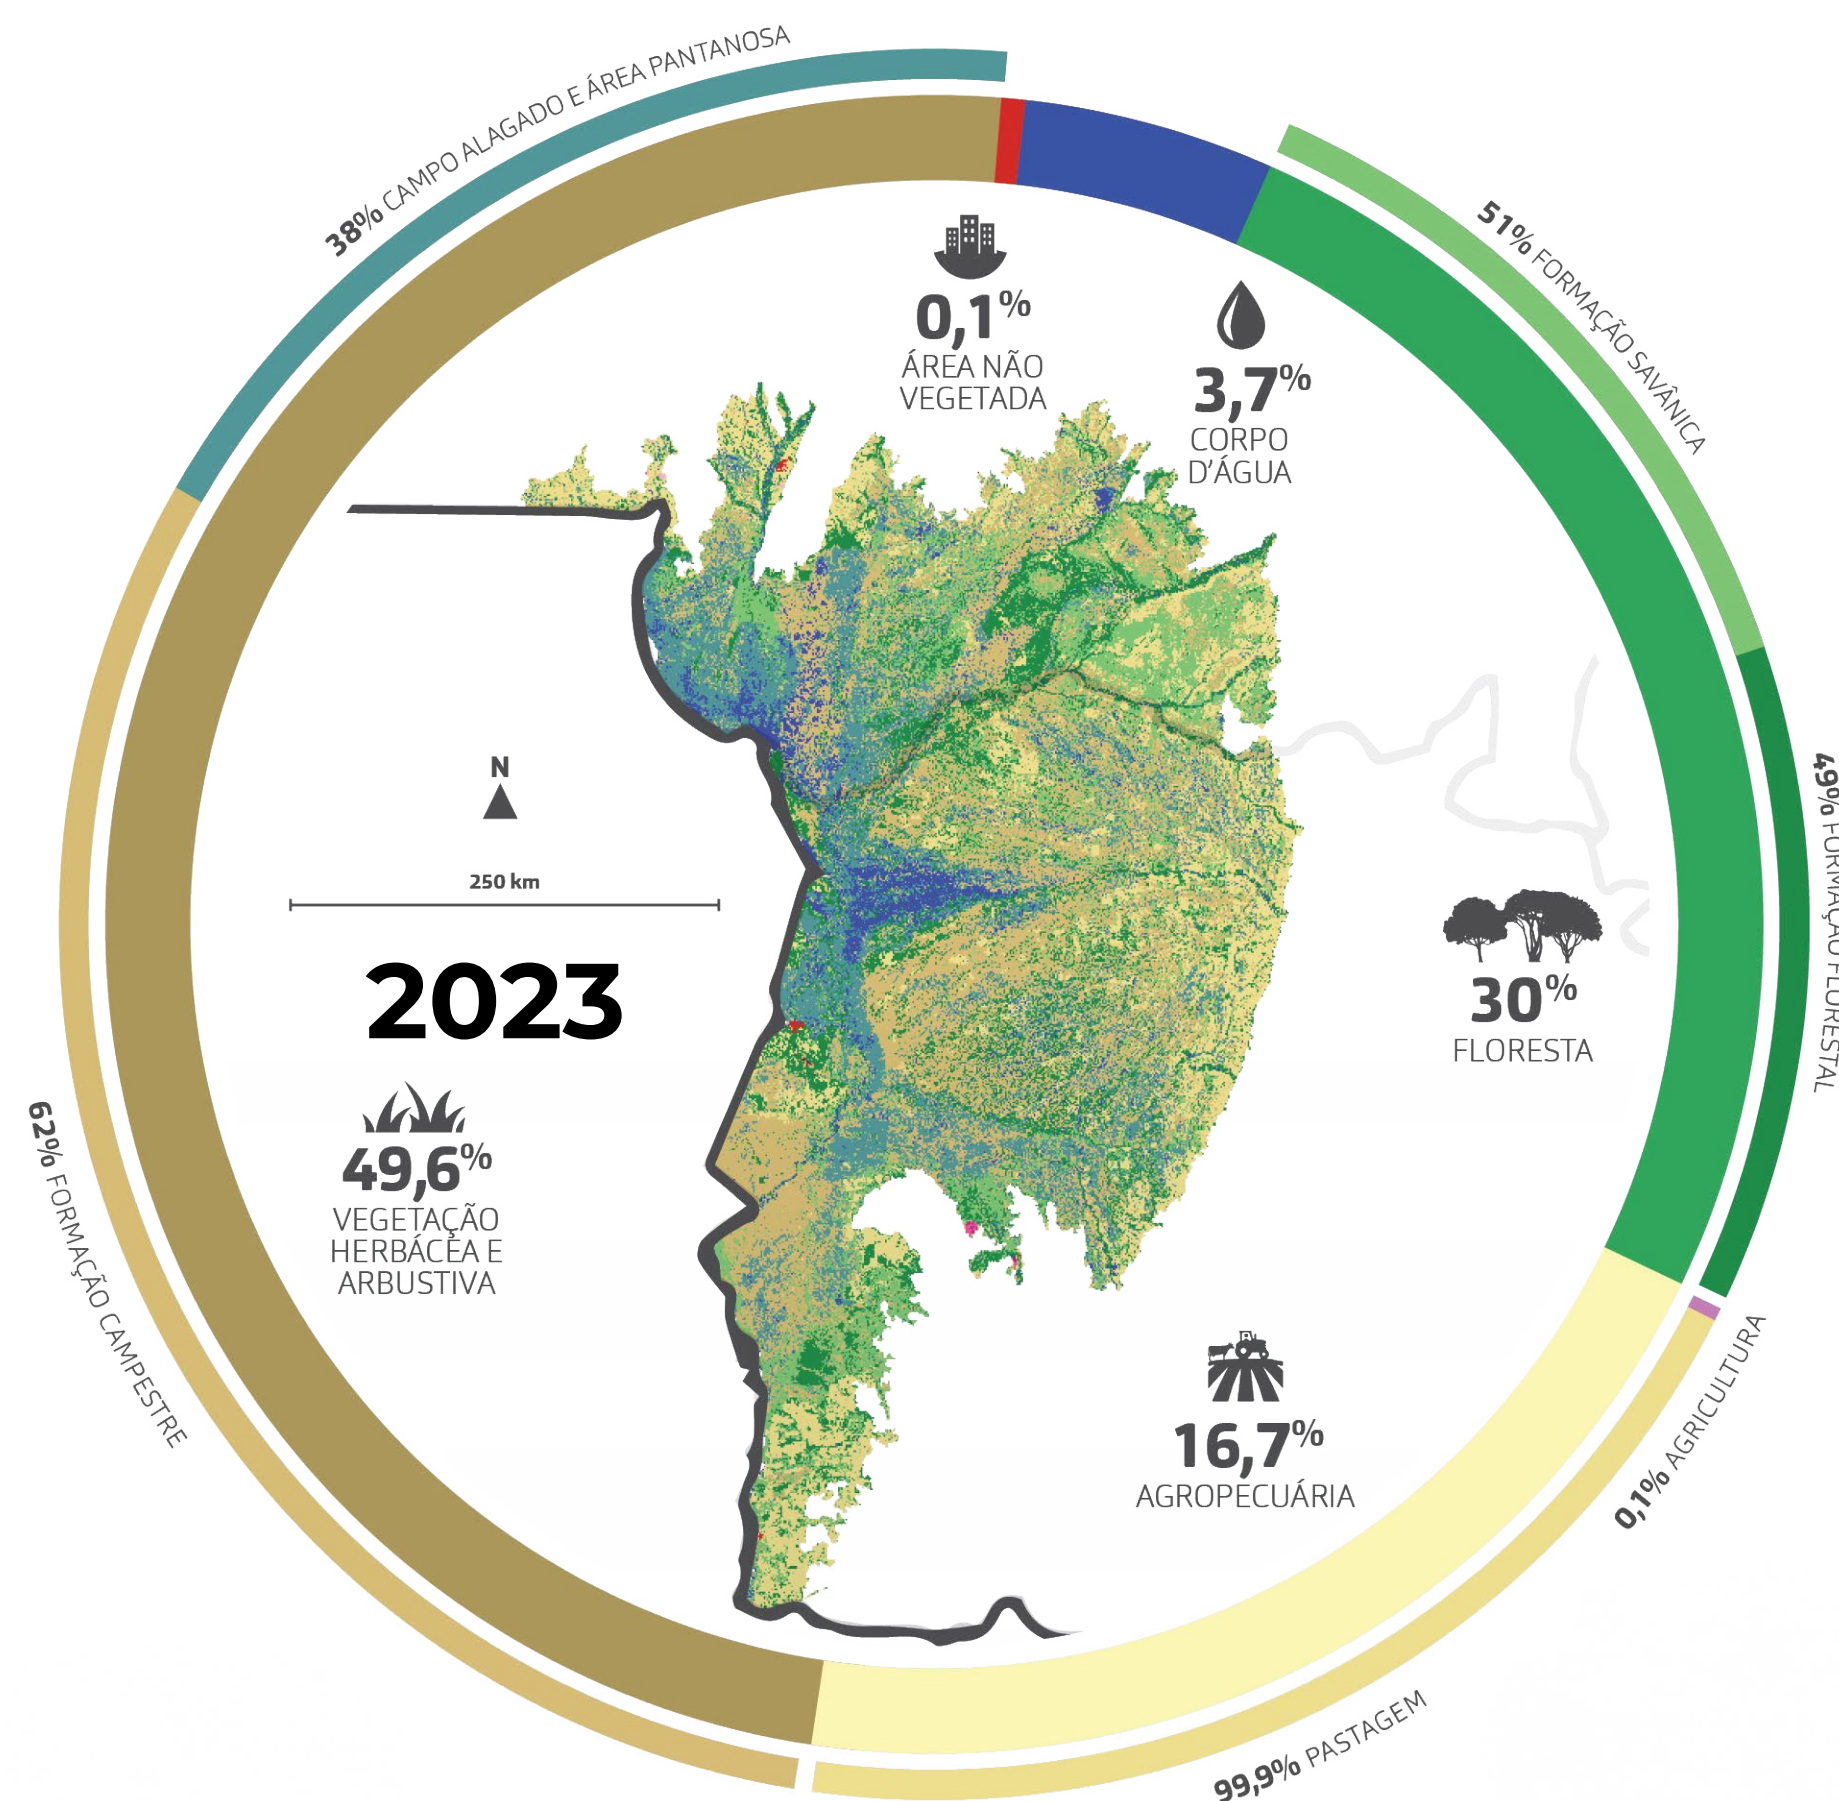 38% CAMPO ALAGADO E ÁREA PANTANOSA
51% FORMAÇÃO SAVÂNICA
0,1%
ÁREA NÃO
VEGETADA
3,7%
CORPO
D'ÁGUA
49% FORMAÇÃO FLORESTAL
N
250 km
2023
30%
FLORESTA
49,6%
VEGETAÇÃO
HERBÁCEA E
ARBUSTIVA
62% FORMAÇÃO CAMPESTRE
16,7%
AGROPECUÁRIA
0,1% AGRICULTURA
99,9% PASTAGEM